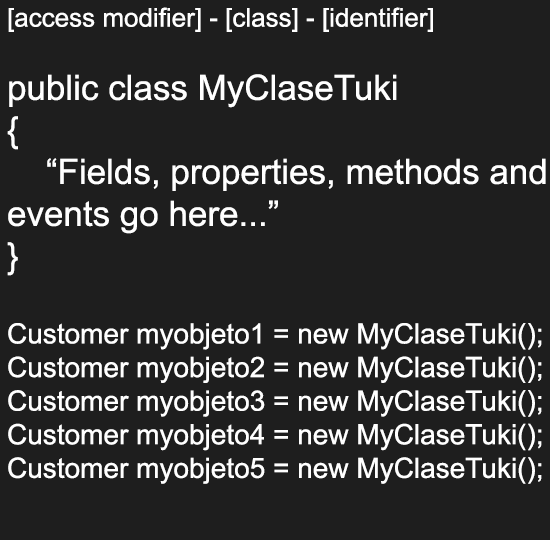 [access modifier] - [class] - [identifier]
public class MyClaseTuki
{
“Fields, properties, methods and
events go here...”
}
Customer myobjeto1 = new MyClaseTuki();
Customer myobjeto2 = new MyClaseTuki();
Customer myobjeto3 = new MyClaseTuki();
Customer myobjeto4 = new MyClaseTuki();
Customer myobjeto5 = new MyClaseTuki();